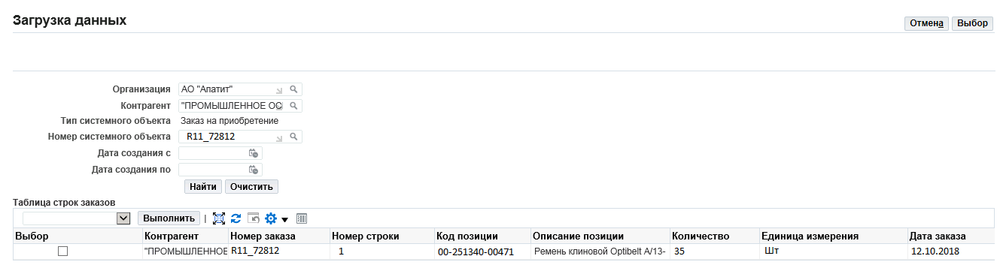 Загрузка данных
Отмена Выбор
Организация АО "Апатит"
Контрагент "ПРОМЫШЛЕННОЕ ОС
Тип системного объекта Заказ на приобретение
Номер системного объекта R11_72812
Дата создания с
Дата создания по
Найти Очистить
Таблица строк заказов
Выполнить
Выбор Контрагент Номер заказа Номер строки Код позиции Описание позиции Количество Единица измерения Дата заказа
"ПРОМЫШЛЕННОЕ R11_72812 1 00-251340-00471 Ремень клиновой Optibelt A/13- 35 Шт 12.10.2018